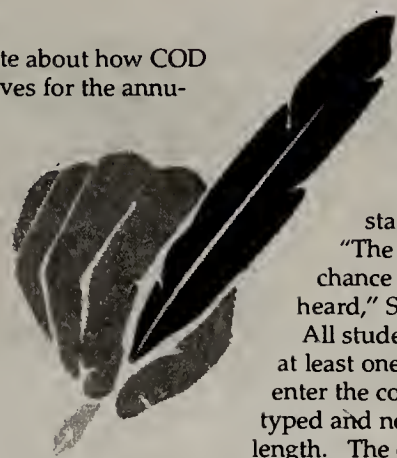 te about how COD
ves for the annu-
sta
"The
chance
heard," S
All stude
at least one
enter the co
typed and no
length. The